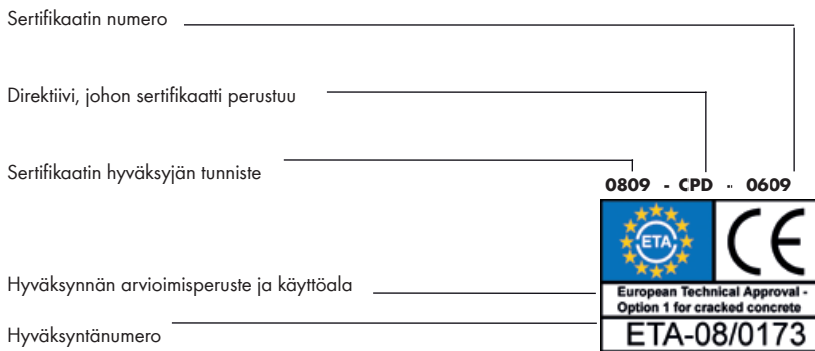 Sertifikaatin numero
Direktiivi, johon sertifikaatti perustuu
Sertifikaatin hyväksyjän tunniste
0809 - CPD - 0609
ETA
CE
Hyväksynnän arvioimisperuste ja käyttöala
European Technical Approval -
Option 1 for cracked concrete
Hyväksyntänumero
ETA-08/0173